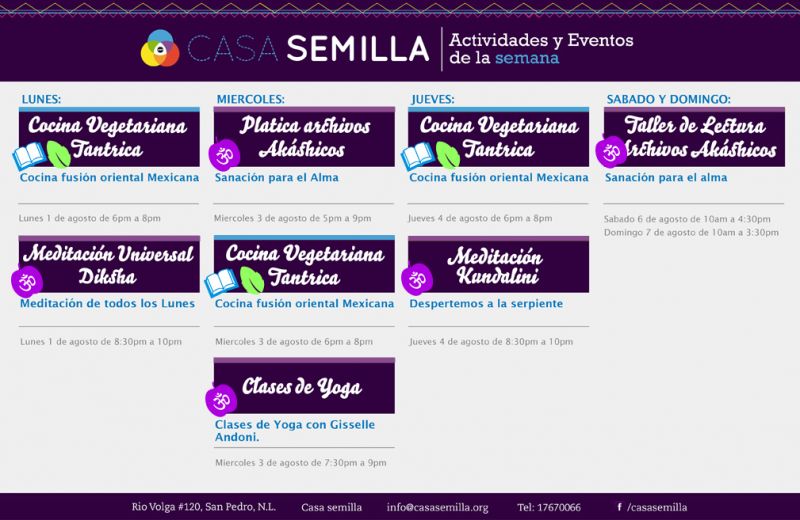 CASA SEMILLA
Actividades y Eventos
de la semana
LUNES:
Cocina Vegetariana
Tantrica
Cocina fusión oriental Mexicana
Lunes 1 de agosto de 6pm a 8pm
Meditación Universal
Diksha
Meditación de todos los Lunes
Lunes 1 de agosto de 8:30pm a 10pm
MIERCOLES:
Platica archivos
Akáshicos
Sanación para el Alma
Miercoles 3 de agosto de 5pm a 9pm
Cocina Vegetariana
Tantrica
Cocina fusión oriental Mexicana
Miercoles 3 de agosto de 6pm a 8pm
Clases de Yoga
Clases de Yoga con Gisselle
Andoni.
Miercoles 3 de agosto de 7:30pm a 9pm
JUEVES:
Cocina Vegetariana
Tantrica
Cocina fusión oriental Mexicana
Jueves 4 de agosto de 6pm a 8pm
Meditación
Kundalini
Despertemos a la serpiente
Jueves 4 de agosto de 8:30pm a 10pm
SABADO Y DOMINGO:
Taller de Lectura
Archivos Akáshicos
Sanación para el alma
Sabado 6 de agosto de 10am a 4:30pm
Domingo 7 de agosto de 10am a 3:30pm
Rio Volga #120, San Pedro, N.L. Casa semilla info@casasemilla.org Tel: 17670066 f /casasemilla